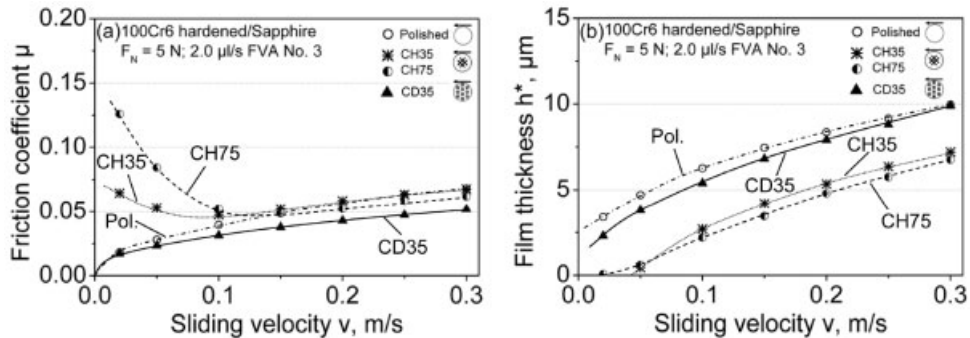 (a) 100Cr6 hardened/Sapphire
F_N = 5 N; 2.0 µl/s FVA No. 3
Polished
CH35
CH75
CD35
CH35
CH75
Pol.
CD35
Friction coefficient µ
0.20
0.15
0.10
0.05
0.00
0.0
0.1
0.2
0.3
Sliding velocity v, m/s
(b) 100Cr6 hardened/Sapphire
F_N = 5 N; 2.0 µl/s FVA No. 3
Polished
CH35
CH75
CD35
Pol.
CD35
CH35
CH75
Film thickness h*, µm
15
10
5
0
0.0
0.1
0.2
0.3
Sliding velocity v, m/s